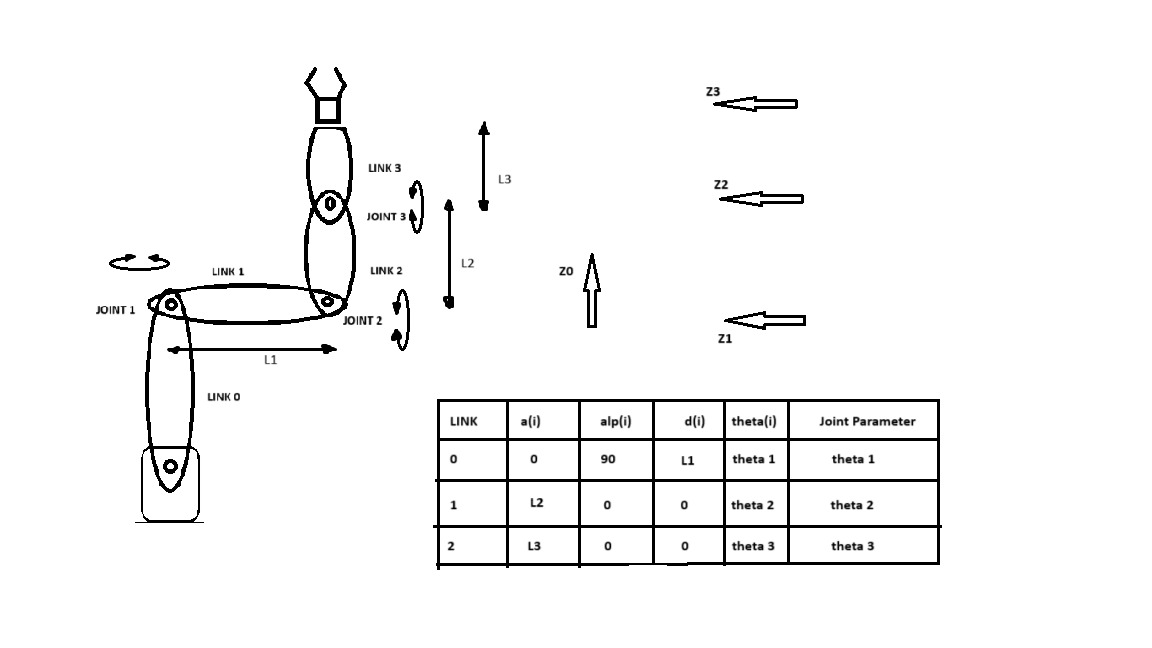 Z3
LINK 3
L3
Z2
JOINT 3
L2
LINK 1
LINK 2
Z0
JOINT 1
JOINT 2
Z1
L1
LINK 0
LINK a(i) alp(i) d(i) theta(i) Joint Parameter
0 0 90 L1 theta 1 theta 1
1 L2 0 0 theta 2 theta 2
2 L3 0 0 theta 3 theta 3